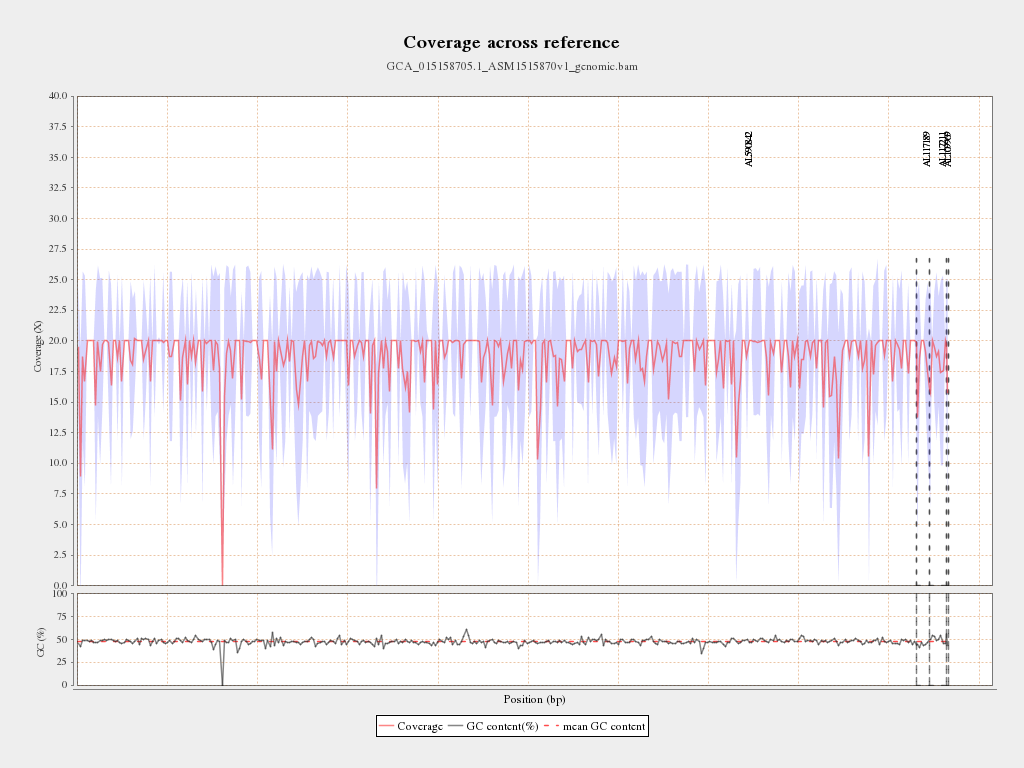 Coverage across reference
GCA_015158705.1_ASM1515870v1_genomic.bam
40.0
37.5
35.0
32.5
30.0
27.5
25.0
22.5
20.0
17.5
15.0
12.5
10.0
7.5
5.0
2.5
0.0
Coverage (X)
AL590842
AL117189
AL117211
AL109969
100
75
50
25
0
GC (%)
Position (bp)
Coverage GC content(%) mean GC content